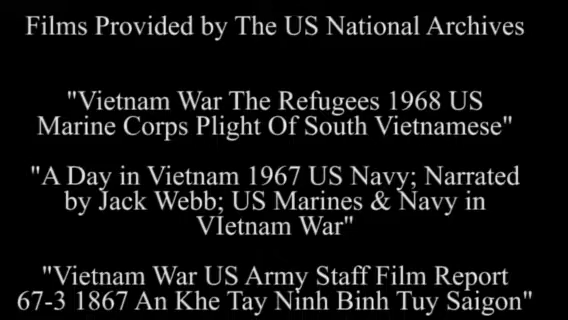 Films Provided by The US National Archives
"Vietnam War The Refugees 1968 US
Marine Corps Plight Of South Vietnamese"
"A Day in Vietnam 1967 US Navy; Narrated
by Jack Webb; US Marines & Navy in
VIetnam War"
"Vietnam War US Army Staff Film Report
67-3 1867 An Khe Tay Ninh Binh Tuy Saigon"